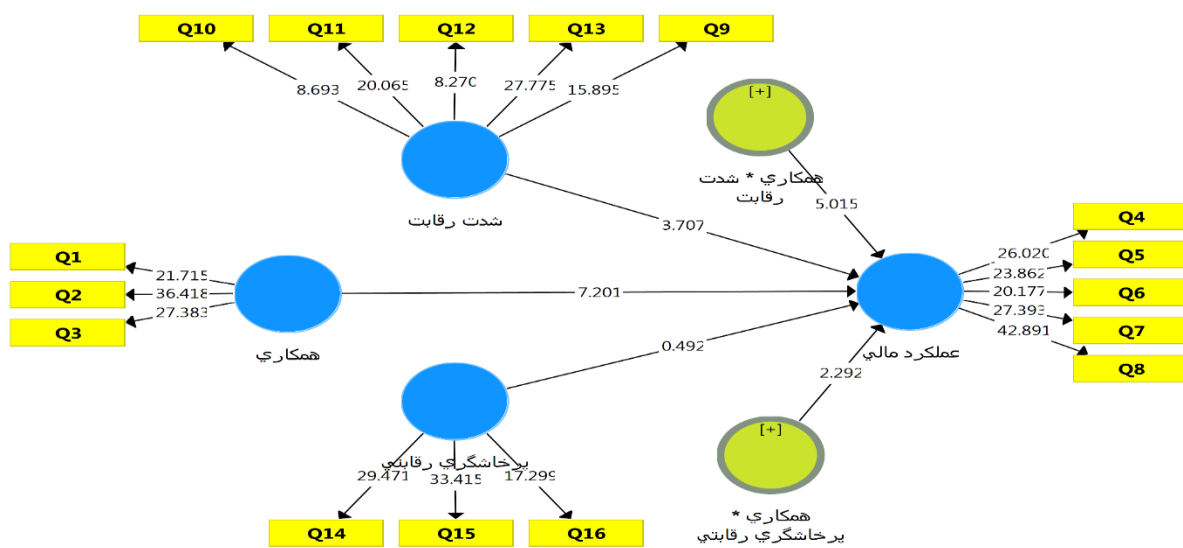 Q10
Q11
Q12
Q13
Q9
8.693
20.065
8.270
27.775
15.895
[+]
شدت رقابت
همكاري * شدت
رقابت
5.015
3.707
Q1
Q2
Q3
21.715
36.418
27.383
همكاري
7.201
Q4
Q5
Q6
Q7
Q8
26.020
23.862
20.177
27.393
42.891
عملكرد مالي
0.492
2.292
پرخاشگري رقابتي
29.471
33.415
17.299
Q14
Q15
Q16
[+]
همكاري *
پرخاشگري رقابتي